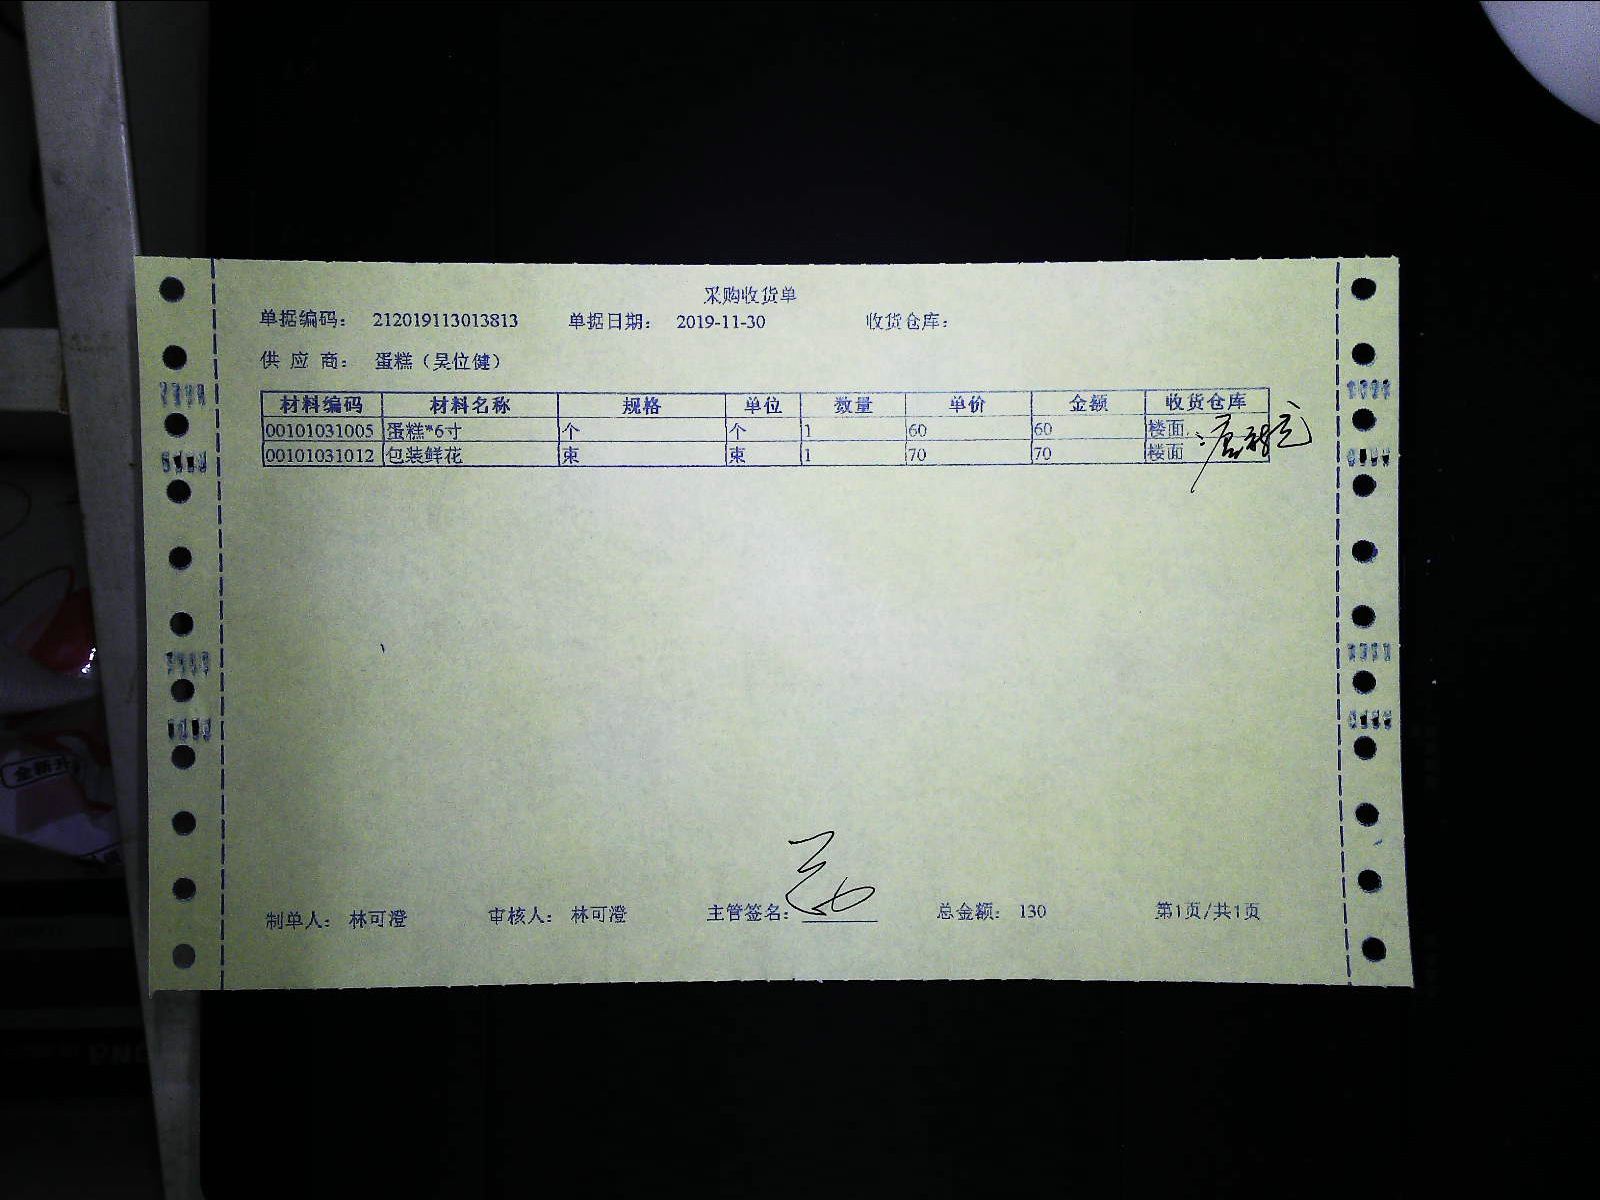 采购收货单
单据编码： 212019113013813 单据日期： 2019-11-30 收货仓库：
供 应 商： 蛋糕（吴位健）
材料编码 材料名称 规格 单位 数量 单价 金额 收货仓库
00101031005 蛋糕*6寸 个 个 1 60 60 楼面
00101031012 包装鲜花 束 束 1 70 70 楼面
制单人： 林可澄 审核人： 林可澄 主管签名： 总金额： 130 第1页/共1页
全新升